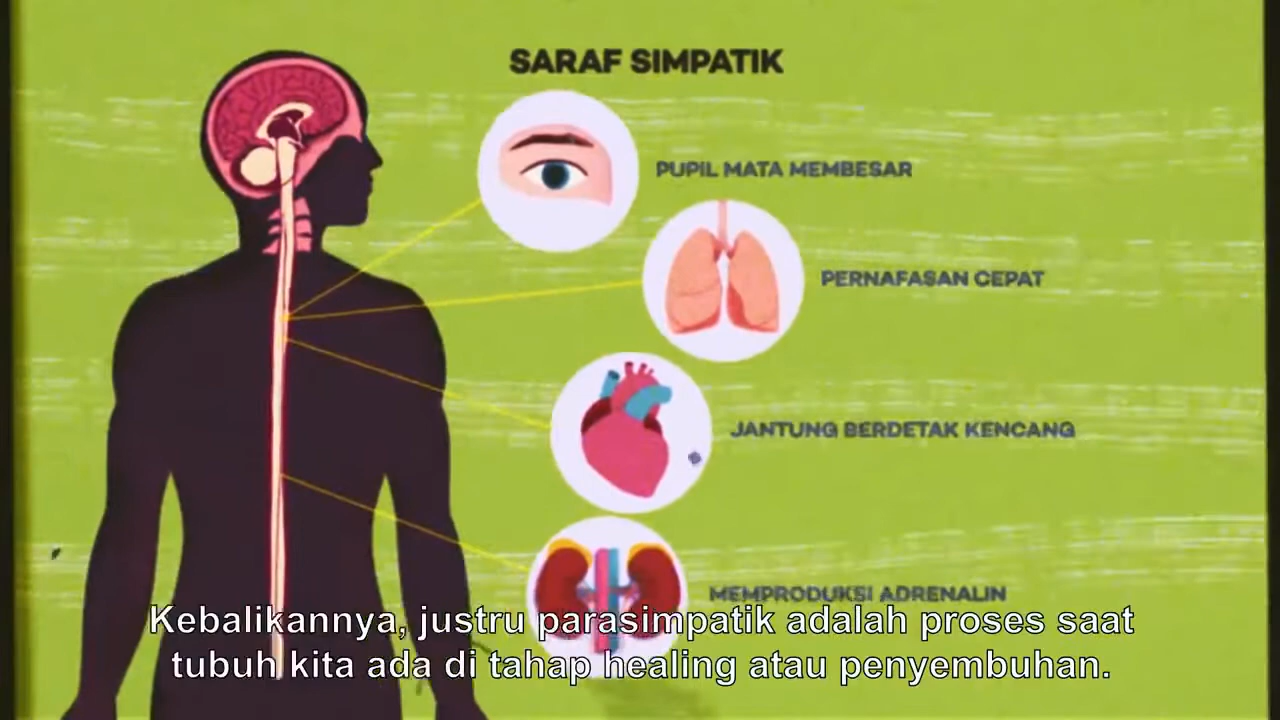 SARAF SIMPATIK
PUPIL MATA MEMBESAR
PERNAFASAN CEPAT
JANTUNG BERDETAK KENCANG
MEMPRODUKSI ADRENALIN
Kebalikannya, justru parasimpatik adalah proses saat
tubuh kita ada di tahap healing atau penyembuhan.